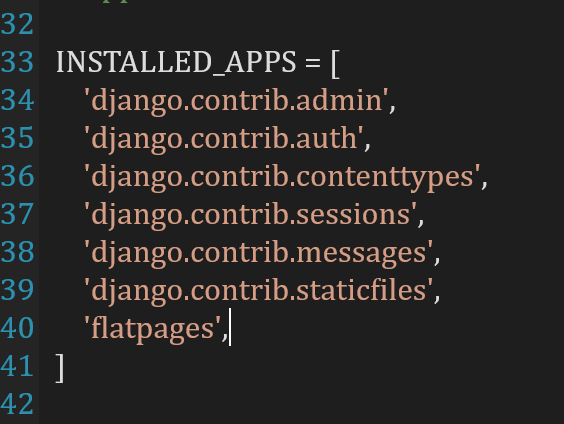 32
33 INSTALLED_APPS = [
34 'django.contrib.admin',
35 'django.contrib.auth',
36 'django.contrib.contenttypes',
37 'django.contrib.sessions',
38 'django.contrib.messages',
39 'django.contrib.staticfiles',
40 'flatpages',
41 ]
42